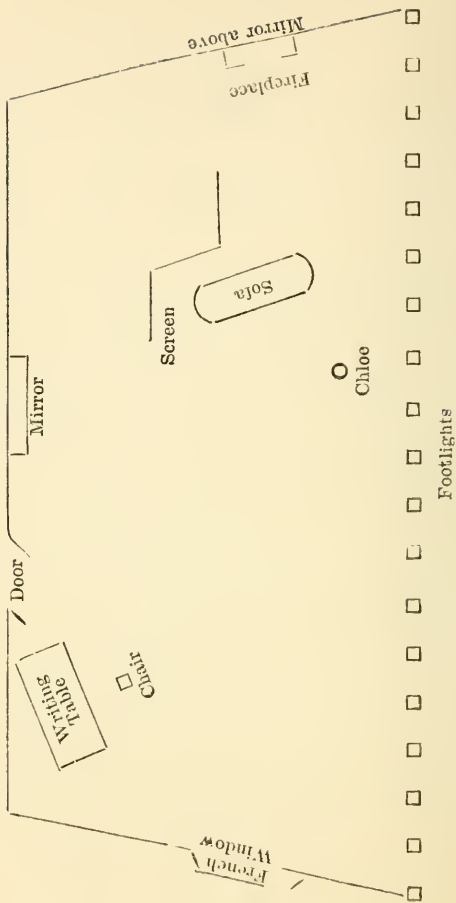 Mirror above
Fireplace
Mirror
Screen
Sofa
Chloe
Door
Writing
Table
Chair
French
Window
Footlights